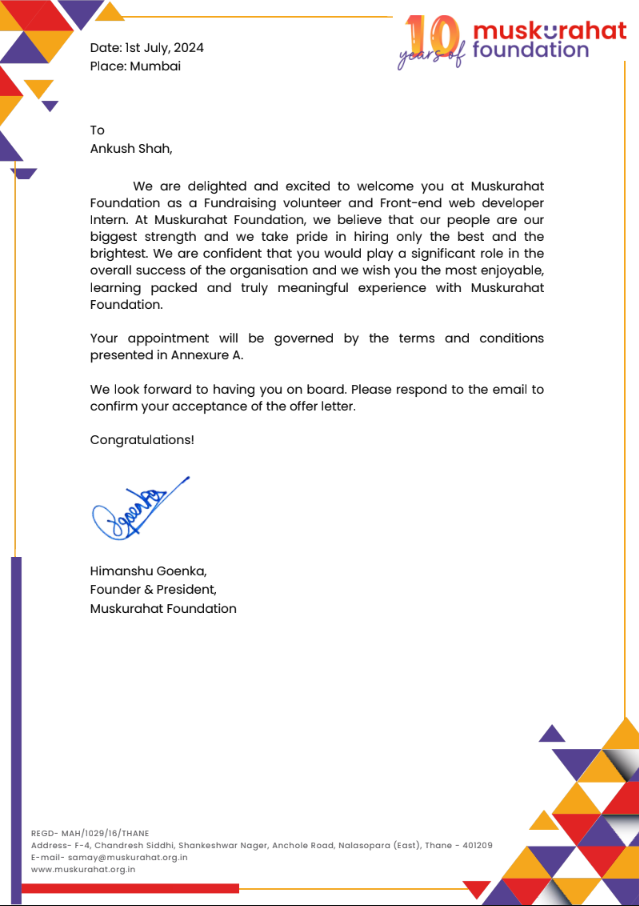 10 years of
muskurahat
foundation
Date: 1st July, 2024
Place: Mumbai
To
Ankush Shah,
We are delighted and excited to welcome you at Muskurahat
Foundation as a Fundraising volunteer and Front-end web developer
Intern. At Muskurahat Foundation, we believe that our people are our
biggest strength and we take pride in hiring only the best and the
brightest. We are confident that you would play a significant role in the
overall success of the organisation and we wish you the most enjoyable,
learning packed and truly meaningful experience with Muskurahat
Foundation.
Your appointment will be governed by the terms and conditions
presented in Annexure A.
We look forward to having you on board. Please respond to the email to
confirm your acceptance of the offer letter.
Congratulations!
Himanshu Goenka,
Founder & President,
Muskurahat Foundation
REGD- MAH/1029/16/THANE
Address- F-4, Chandresh Siddhi, Shankeshwar Nager, Anchole Road, Nalasopara (East), Thane - 401209
E-mail- samay@muskurahat.org.in
www.muskurahat.org.in